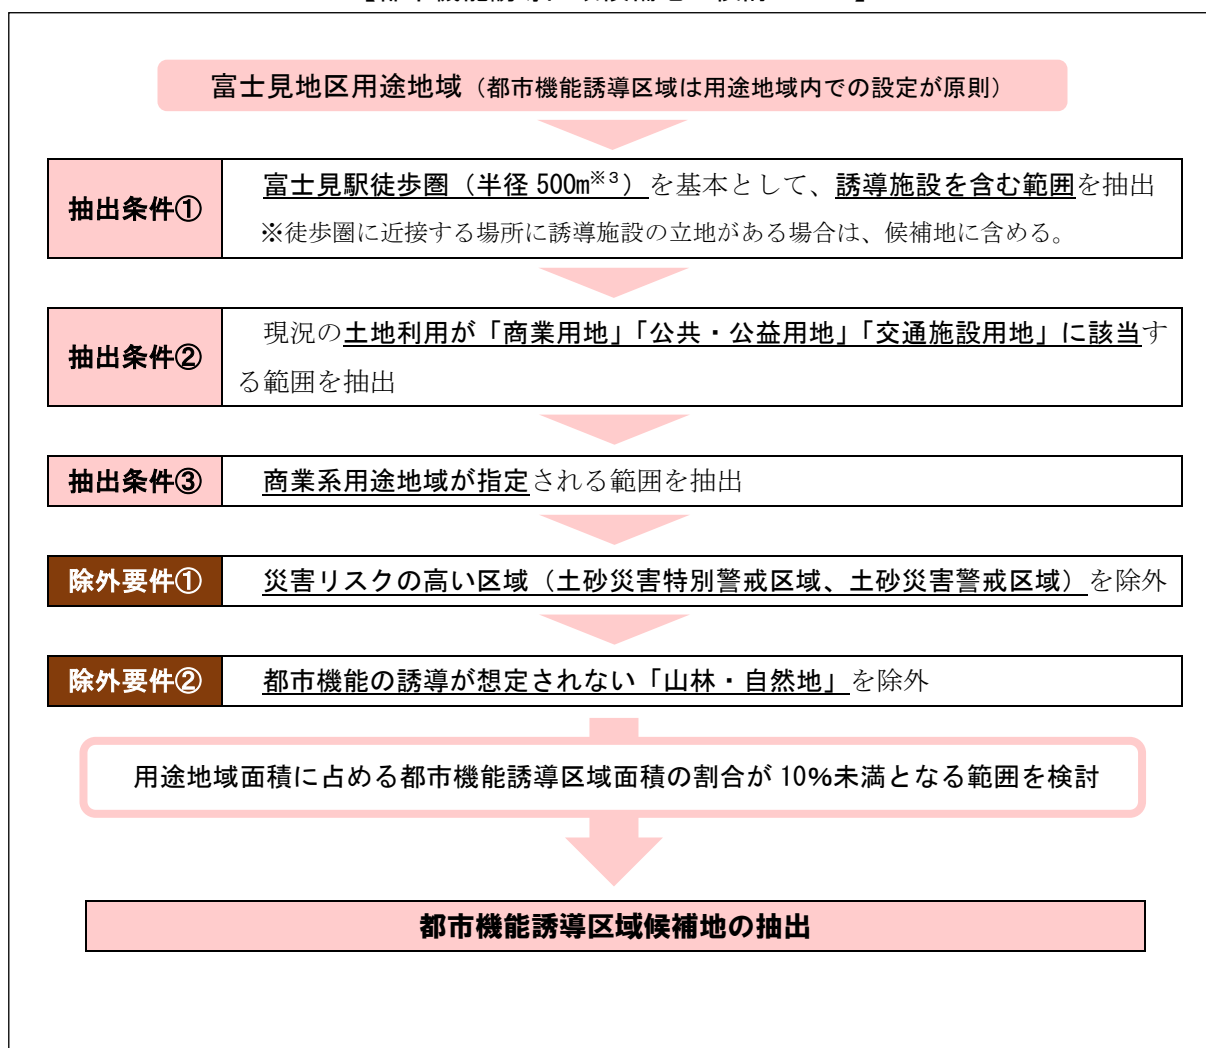 富士見地区用途地域（都市機能誘導区域は用途地域内での設定が原則）
抽出条件①
富士見駅徒歩圏（半径 500m※3）を基本として、誘導施設を含む範囲を抽出
※徒歩圏に近接する場所に誘導施設の立地がある場合は、候補地に含める。
抽出条件②
現況の土地利用が「商業用地」「公共・公益用地」「交通施設用地」に該当す
る範囲を抽出
抽出条件③
商業系用途地域が指定される範囲を抽出
除外要件①
災害リスクの高い区域（土砂災害特別警戒区域、土砂災害警戒区域）を除外
除外要件②
都市機能の誘導が想定されない「山林・自然地」を除外
用途地域面積に占める都市機能誘導区域面積の割合が 10%未満となる範囲を検討
都市機能誘導区域候補地の抽出